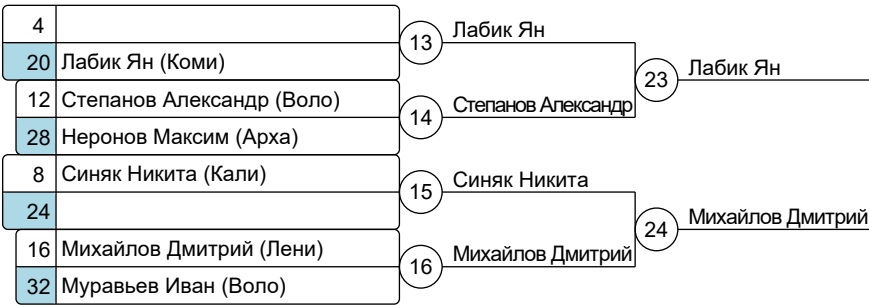 4
20 Лабик Ян (Коми)
13 Лабик Ян
12 Степанов Александр (Воло)
28 Неронов Максим (Арха)
14 Степанов Александр
23 Лабик Ян
8 Синяк Никита (Кали)
24
15 Синяк Никита
16 Михайлов Дмитрий (Лени)
32 Муравьев Иван (Воло)
16 Михайлов Дмитрий
24 Михайлов Дмитрий